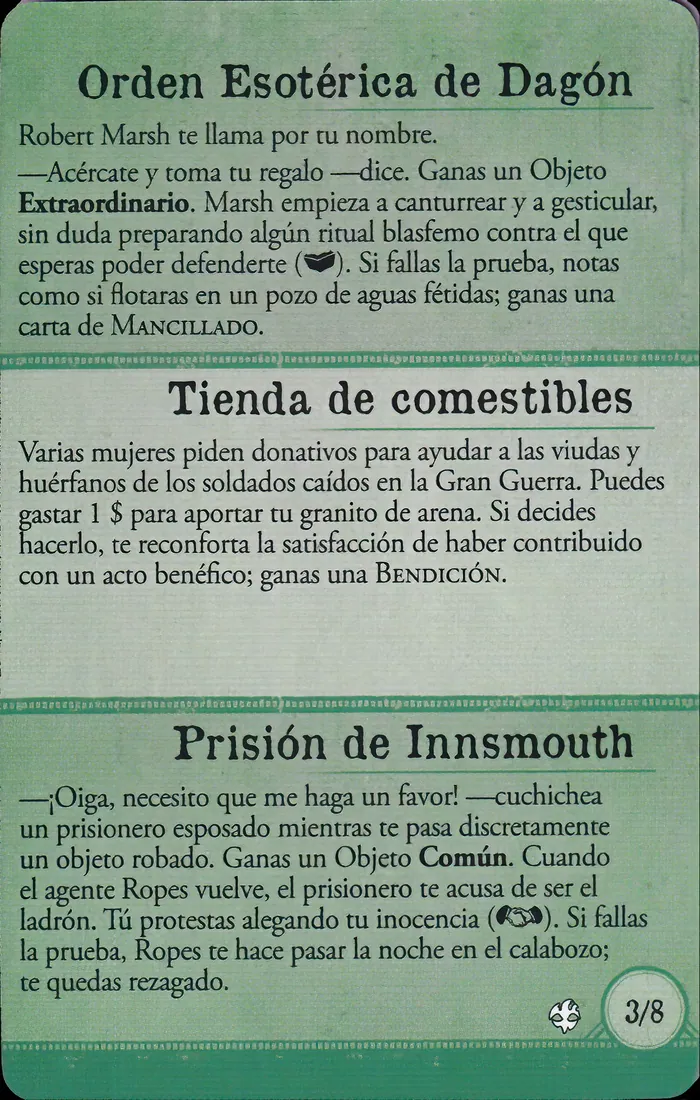 Orden Esotérica de Dagón
Robert Marsh te llama por tu nombre.
—Acércate y toma tu regalo —dice. Ganas un Objeto
Extraordinario. Marsh empieza a canturrear y a gesticular,
sin duda preparando algún ritual blasfemo contra el que
esperas poder defenderte (). Si fallas la prueba, notas
como si flotaras en un pozo de aguas fétidas; ganas una
carta de MANCILLADO.
Tienda de comestibles
Varias mujeres piden donativos para ayudar a las viudas y
huérfanos de los soldados caídos en la Gran Guerra. Puedes
gastar 1 $ para aportar tu granito de arena. Si decides
hacerlo, te reconforta la satisfacción de haber contribuido
con un acto benéfico; ganas una BENDICIÓN.
Prisión de Innsmouth
—¡Oiga, necesito que me haga un favor! —cuchichea
un prisionero esposado mientras te pasa discretamente
un objeto robado. Ganas un Objeto Común. Cuando
el agente Ropes vuelve, el prisionero te acusa de ser el
ladrón. Tú protestas alegando tu inocencia (). Si fallas
la prueba, Ropes te hace pasar la noche en el calabozo;
te quedas rezagado.
3/8